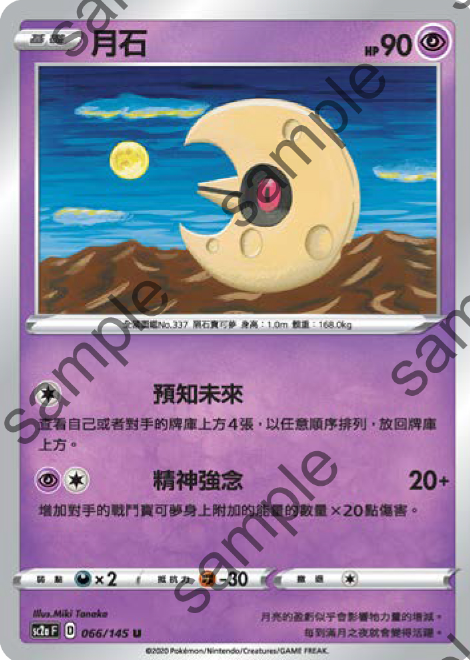 基礎 月石 HP 90
sample
sample
全國圖鑑No.337 隕石寶可夢 身高：1.0m 體重：168.0kg
sample
sample
預知未來
查看自己或者對手的牌庫上方4張，以任意順序排列，放回牌庫
上方。
sample
精神強念 20+
增加對手的戰鬥寶可夢身上附加的能量的數量×20點傷害。
弱點 ×2 抵抗力 -30 撤退
sample
Illus.Miki Tanaka
月亮的盈虧似乎會影響牠力量的增減。
sc2a F D 066/145 U
每到滿月之夜就會變得活躍。
©2020 Pokémon/Nintendo/Creatures/GAME FREAK.